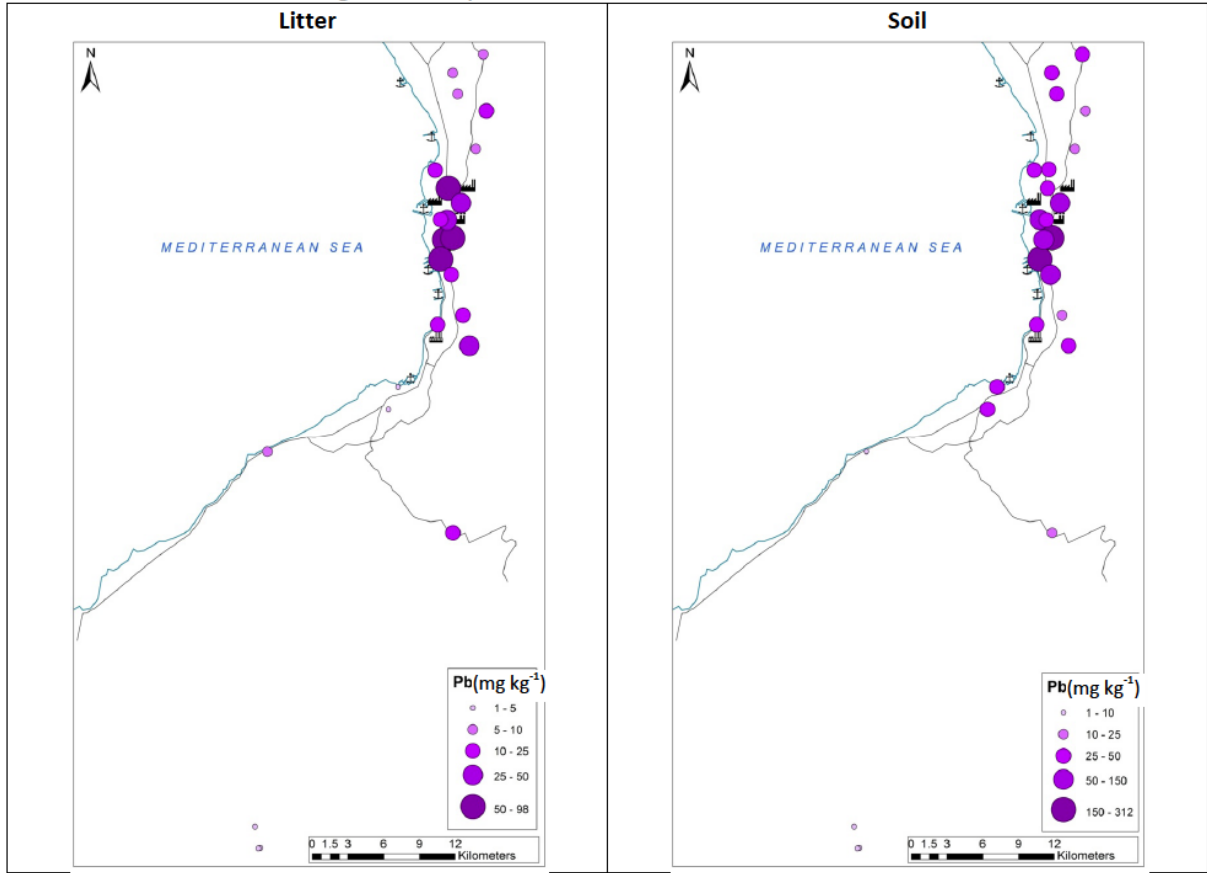 Litter
N
MEDITERRANEAN SEA
Pb(mg kg⁻¹)
1 - 5
5 - 10
10 - 25
25 - 50
50 - 98
0 1.5 3 6 9 12
Kilometers
Soil
N
MEDITERRANEAN SEA
Pb(mg kg⁻¹)
1 - 10
10 - 25
25 - 50
50 - 150
150 - 312
0 1.5 3 6 9 12
Kilometers